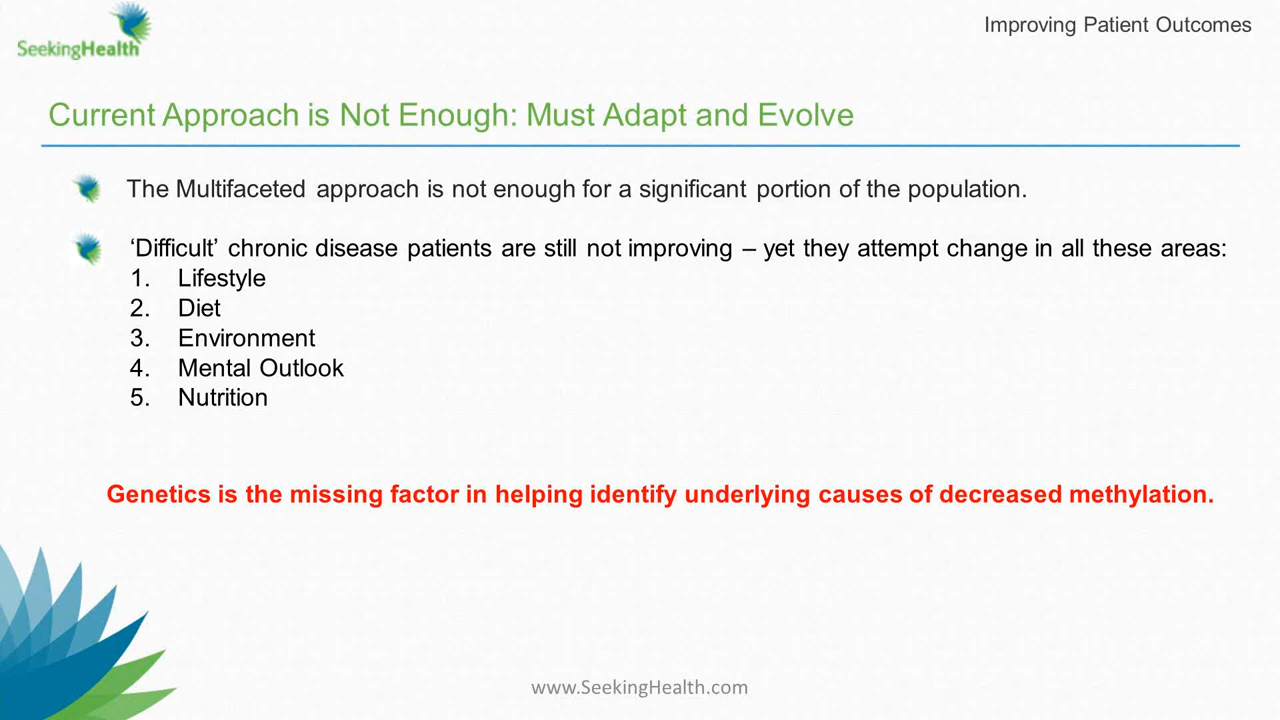 SeekingHealth
Improving Patient Outcomes
Current Approach is Not Enough: Must Adapt and Evolve
The Multifaceted approach is not enough for a significant portion of the population.
‘Difficult’ chronic disease patients are still not improving – yet they attempt change in all these areas:
1. Lifestyle
2. Diet
3. Environment
4. Mental Outlook
5. Nutrition
Genetics is the missing factor in helping identify underlying causes of decreased methylation.
www.SeekingHealth.com